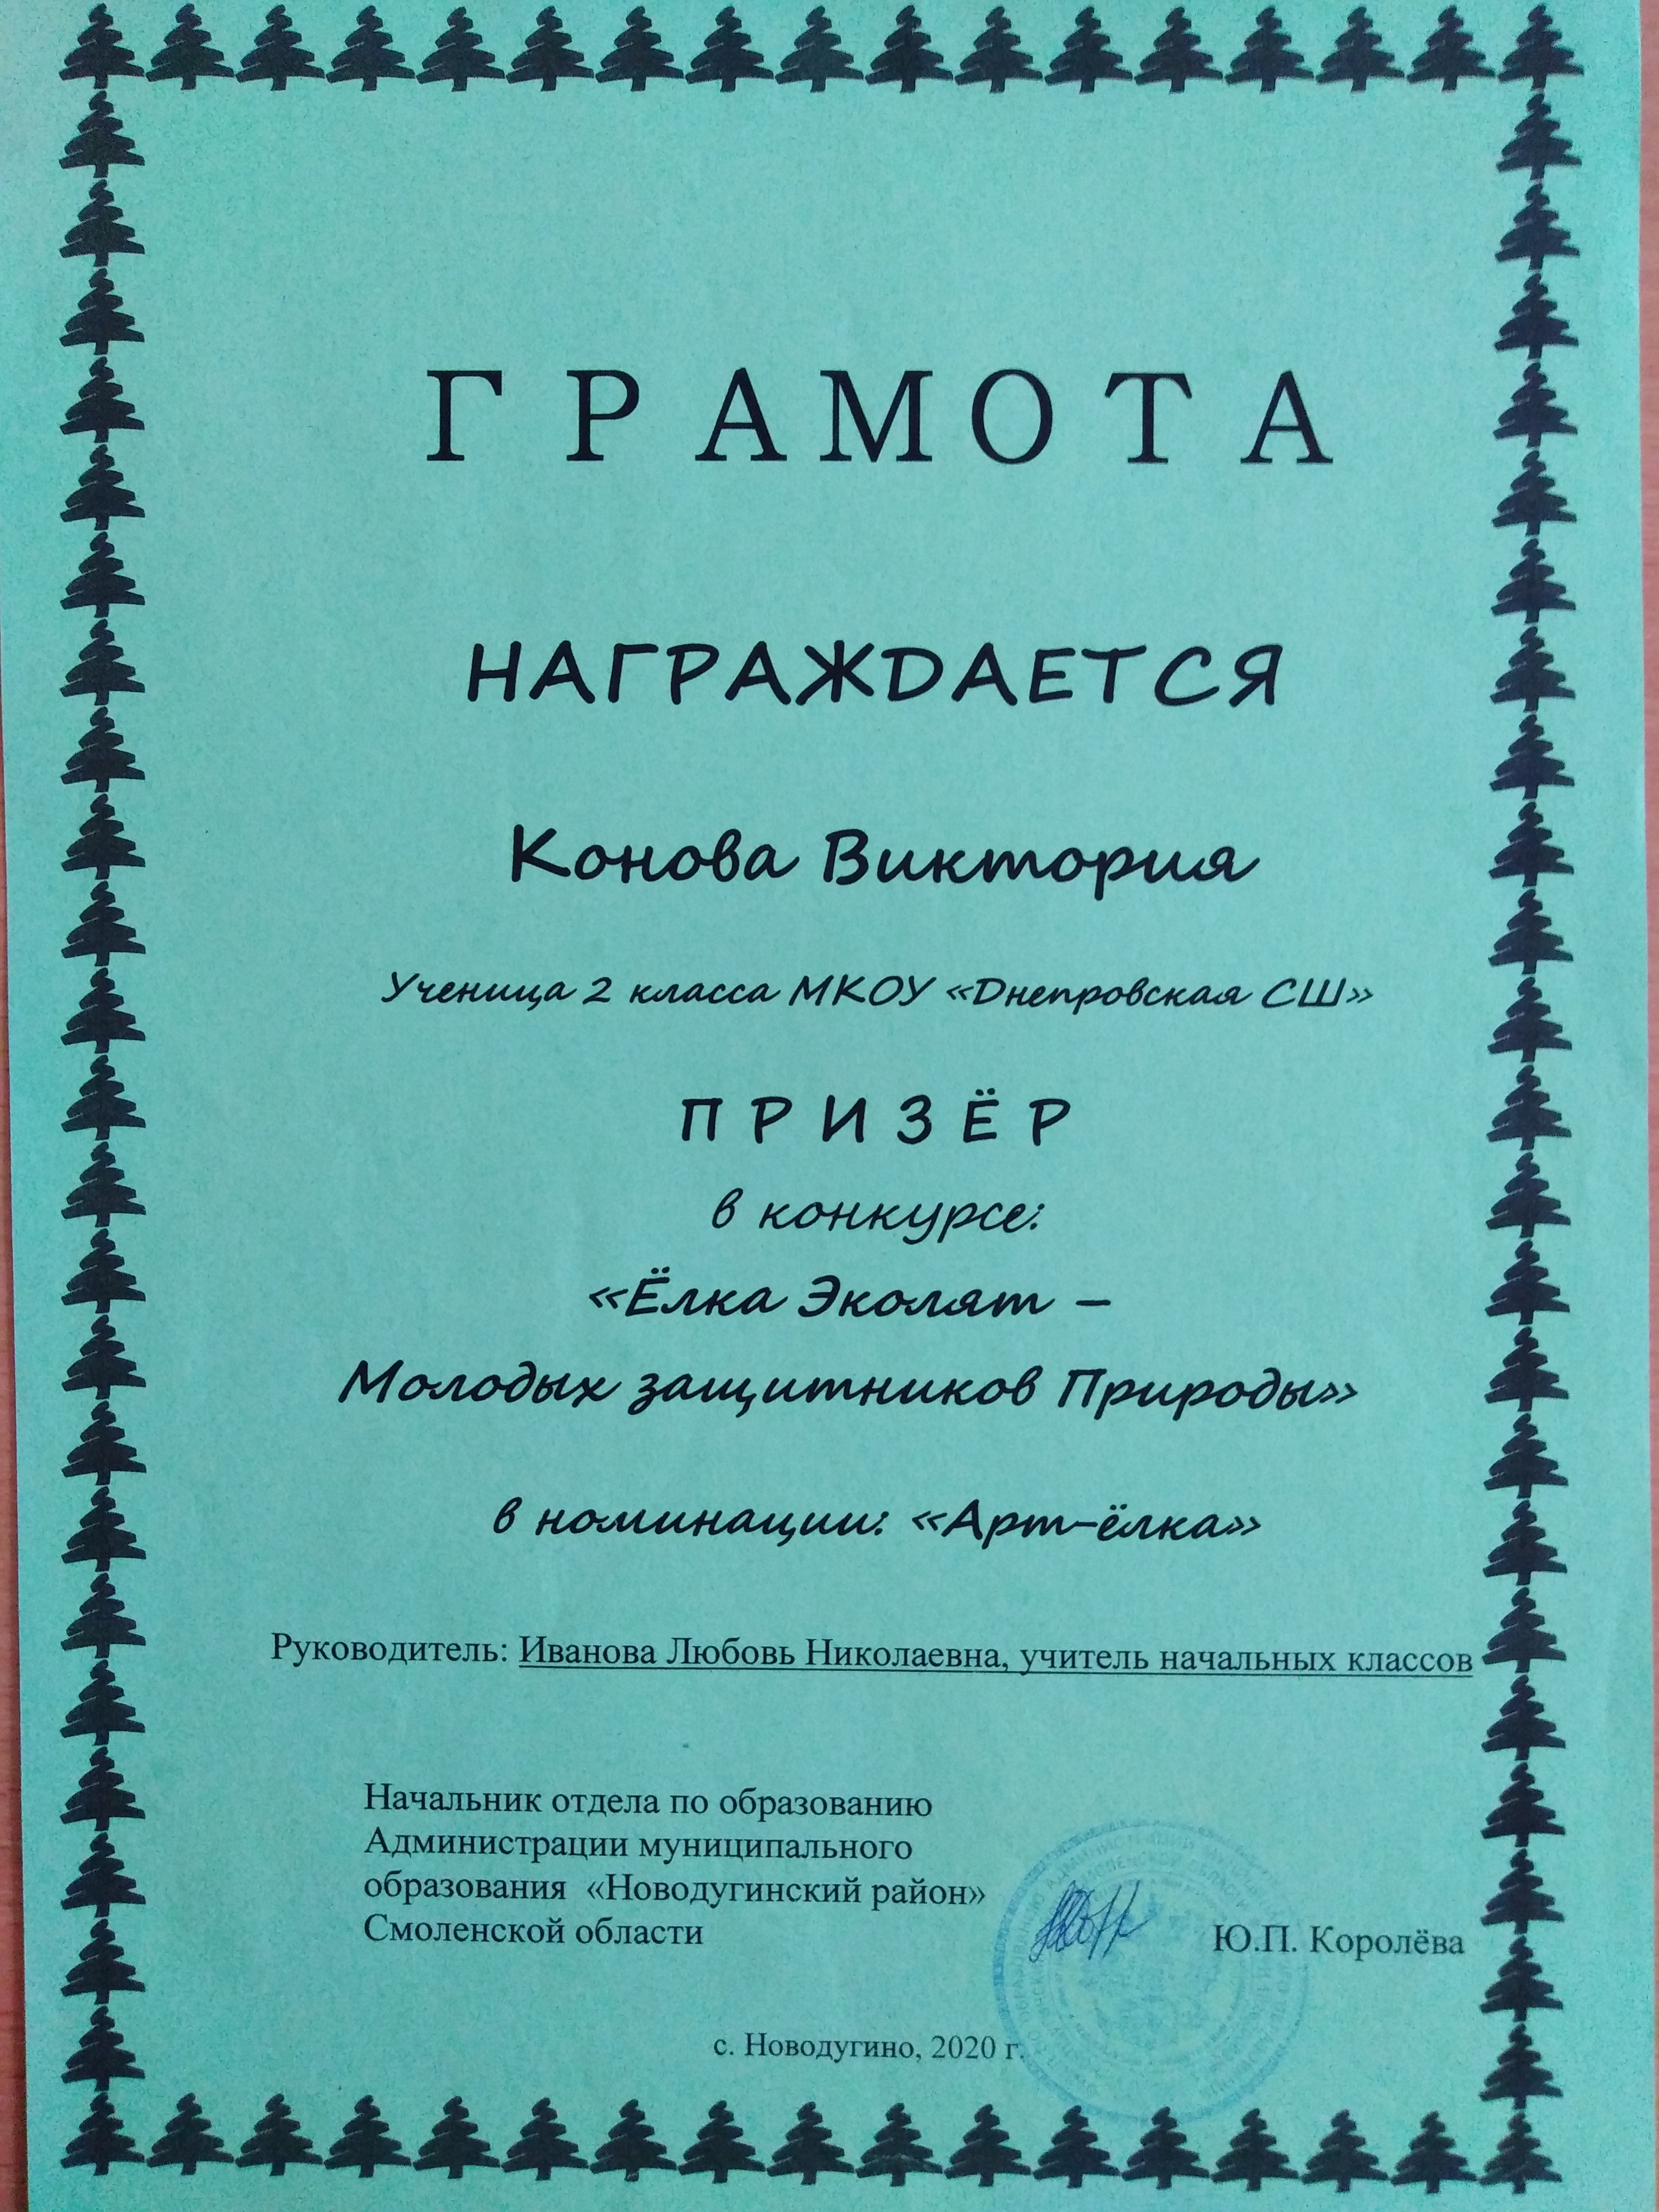 ГРАМОТА
НАГРАЖДАЕТСЯ
Конова Виктория
Ученица 2 класса МКОУ «Днепровская СШ»
ПРИЗЁР
в конкурсе:
«Ёлка Эколят –
Молодых защитников Природы»
в номинации: «Арт-ёлка»
Руководитель: Иванова Любовь Николаевна, учитель начальных классов
Начальник отдела по образованию
Администрации муниципального
образования «Новодугинский район»
Смоленской области
Ю.П. Королёва
с. Новодугино, 2020 г.